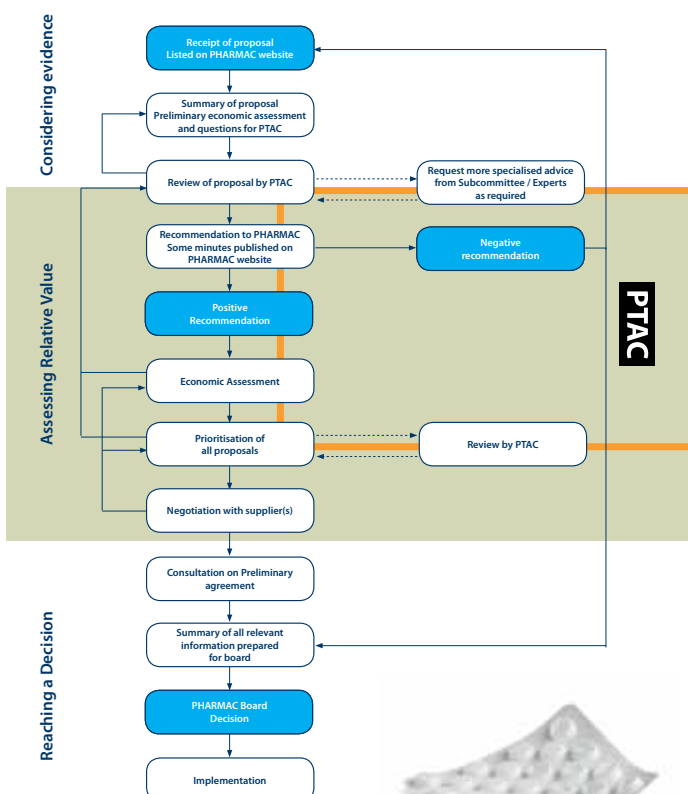 Considering evidence
Receipt of proposal
Listed on PHARMAC website
Summary of proposal
Preliminary economic assessment
and questions for PTAC
Review of proposal by PTAC
Request more specialised advice
from Subcommittee / Experts
as required
Assessing Relative Value
Recommendation to PHARMAC
Some minutes published on
PHARMAC website
Negative
recommendation
PTAC
Positive
Recommendation
Economic Assessment
Prioritisation of
all proposals
Review by PTAC
Negotiation with supplier(s)
Reaching a Decision
Consultation on Preliminary
agreement
Summary of all relevant
information prepared
for board
PHARMAC Board
Decision
Implementation